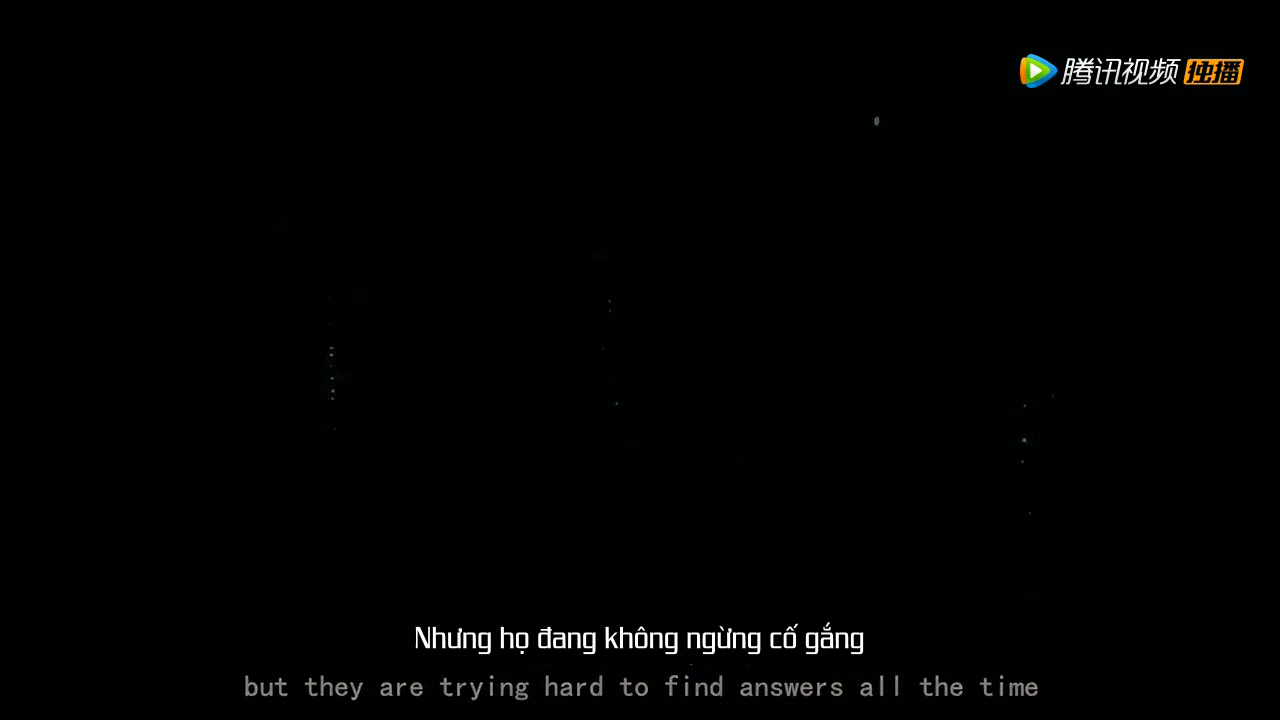 腾讯视频 独播
Nhưng họ đang không ngừng cố gắng
but they are trying hard to find answers all the time